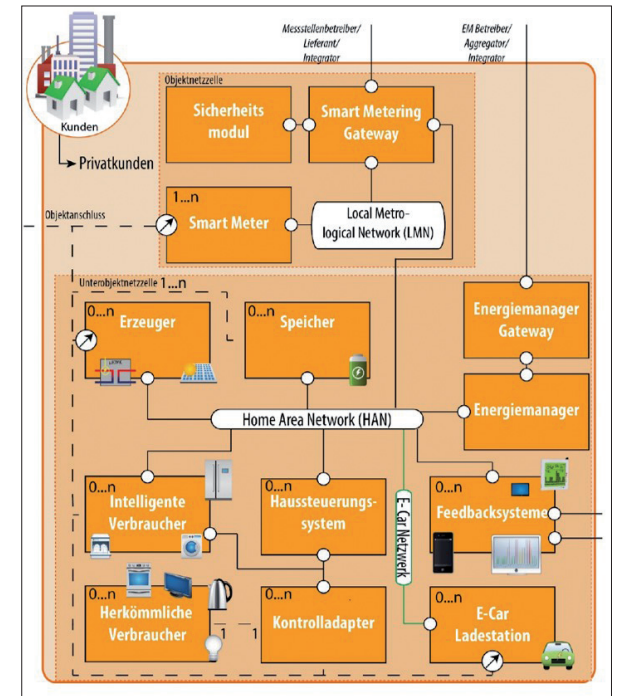 Messstellenbetreiber/
Lieferant/
Integrator
EM Betreiber/
Aggregator/
Integrator
Kunden
Privatkunden
Objektnetzzelle
Sicherheits
modul
Smart Metering
Gateway
Objektanschluss
1...n
Smart Meter
Local Metro-
logical Network (LMN)
Unterobjektnetzzelle 1...n
0...n
Erzeuger
0...n
Speicher
Energiemanager
Gateway
Energiemanager
Home Area Network (HAN)
0...n
Intelligente
Verbraucher
0...n
Haussteuerungs-
system
E- Car Netzwerk
0...n
Feedbacksysteme
0...n
Herkömmliche
Verbraucher
1 1
0...n
Kontrolladapter
0...n
E-Car
Ladestation